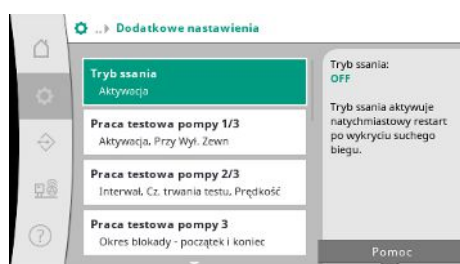 ..▸ Dodatkowe nastawienia
Tryb ssania
Aktywacja
Praca testowa pompy 1/3
Aktywacja, Przy Wył. Zewn
Praca testowa pompy 2/3
Interwał, Cz. trwania testu, Prędkość
Praca testowa pompy 3
Okres blokady - początek i koniec
Tryb ssania:
OFF
Tryb ssania aktywuje
natychmiastowy restart
po wykryciu suchego
biegu.
Pomoc